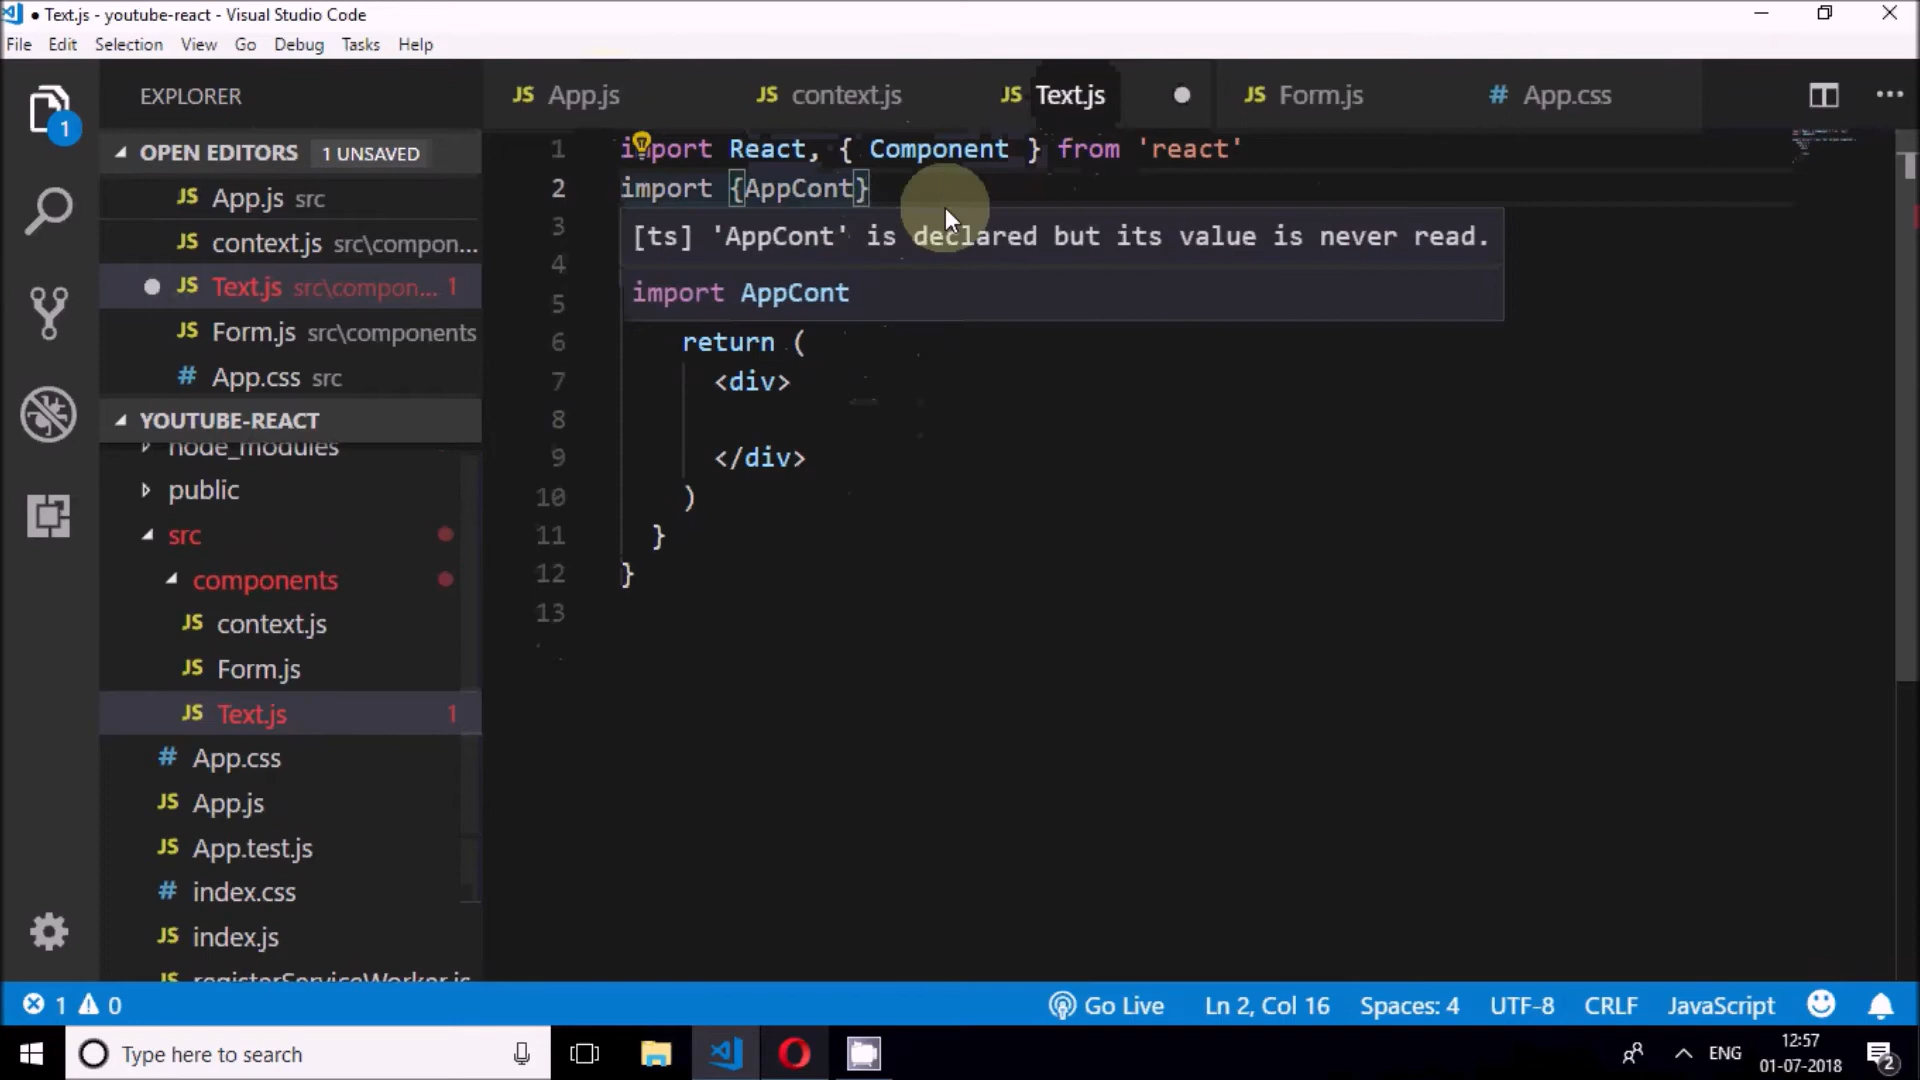 ● Text.js - youtube-react - Visual Studio Code
File Edit Selection View Go Debug Tasks Help
EXPLORER
JS App.js
JS context.js
JS Text.js
JS Form.js
# App.css
OPEN EDITORS 1 UNSAVED
JS App.js src
JS context.js src\compon...
JS Text.js src\compon... 1
JS Form.js src\components
# App.css src
YOUTUBE-REACT
node_modules
public
src
components
JS context.js
JS Form.js
JS Text.js 1
# App.css
JS App.js
JS App.test.js
# index.css
JS index.js
JS registerServiceWorker.js
1
1 import React, { Component } from 'react'
2 import {AppCont}
3
[ts] 'AppCont' is declared but its value is never read.
4
import AppCont
5
6 return (
7 <div>
8
9 </div>
10 )
11 }
12 }
13
1 0
Go Live Ln 2, Col 16 Spaces: 4 UTF-8 CRLF JavaScript
Type here to search
ENG
12:57
01-07-2018
2